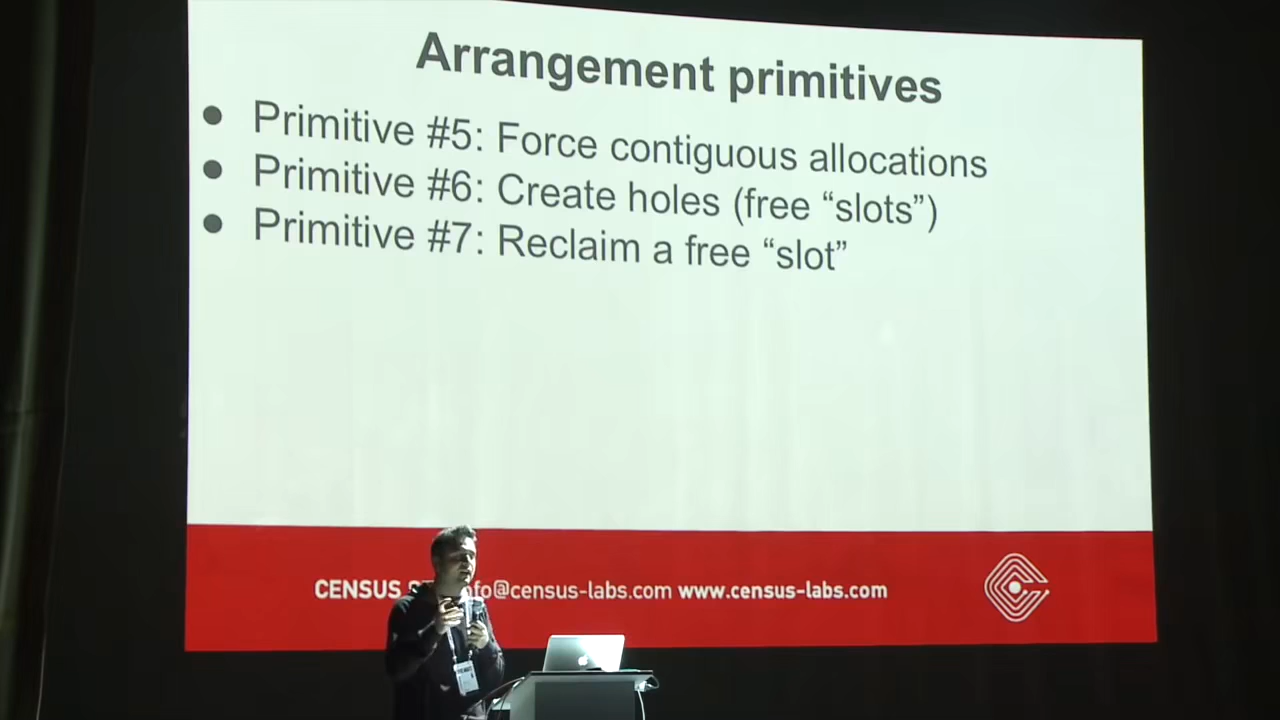 Arrangement primitives
● Primitive #5: Force contiguous allocations
● Primitive #6: Create holes (free “slots”)
● Primitive #7: Reclaim a free “slot”
CENSUS info@census-labs.com www.census-labs.com